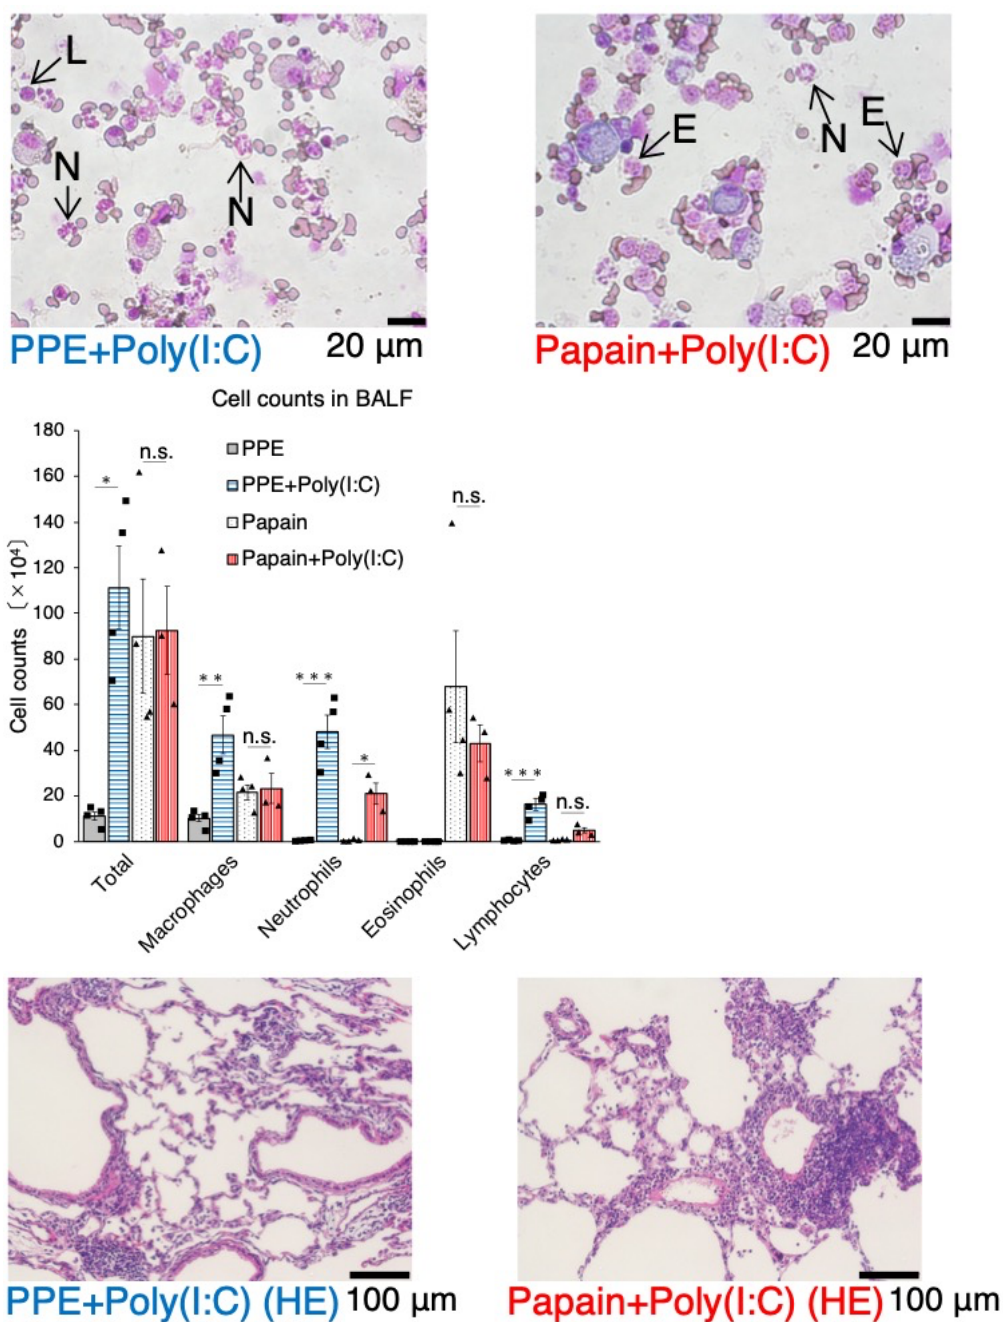 L
N
N
E
N
E
PPE+Poly(I:C) 20 μm
Papain+Poly(I:C) 20 μm
Cell counts in BALF
Cell counts 〔×10⁴〕
180
160
140
120
100
80
60
40
20
0
PPE
PPE+Poly(I:C)
Papain
Papain+Poly(I:C)
*
n.s.
**
n.s.
***
*
n.s.
***
n.s.
Total
Macrophages
Neutrophils
Eosinophils
Lymphocytes
PPE+Poly(I:C) (HE) 100 μm
Papain+Poly(I:C) (HE) 100 μm